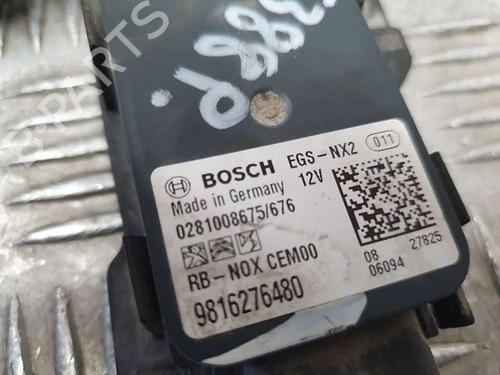 BOSCH EGS-NX2 011
Made in Germany 12V
0281008675/676
RB-NOX CEM00
9816276480
08 27825
06094